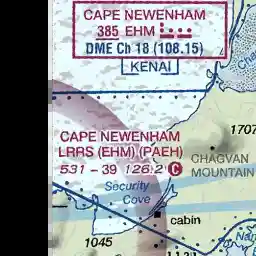 CAPE NEWENHAM
385 EHM
DME Ch 18 (108.15)
KENAI
CAPE NEWENHAM
LRRS (EHM) (PAEH)
531 - 39 126.2 C
1707
CHAGVAN
MOUNTAIN
Security
Cove
cabin
1045